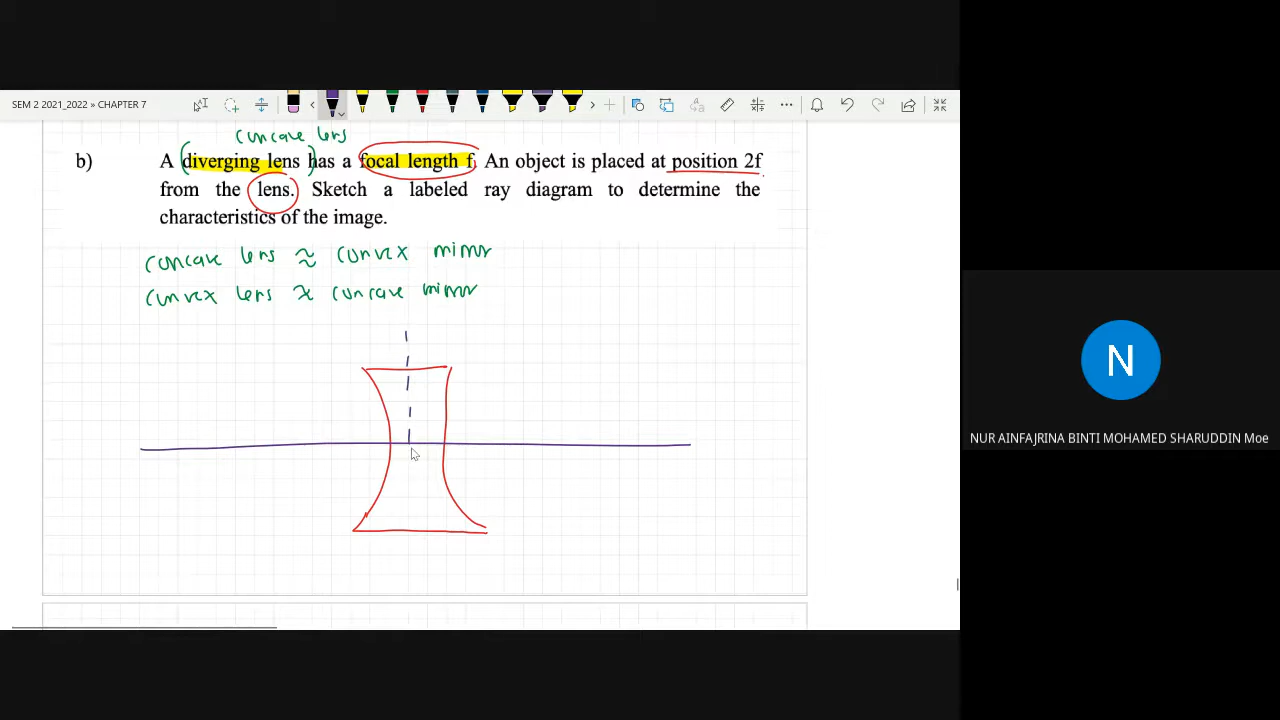 SEM 2 2021_2022 » CHAPTER 7
concave lens
b) A diverging lens has a focal length f. An object is placed at position 2f
from the lens. Sketch a labeled ray diagram to determine the
characteristics of the image.
concave lens ≈ convex mirror
convex lens ≈ concave mirror
N
NUR AINFAJRINA BINTI MOHAMED SHARUDDIN Moe